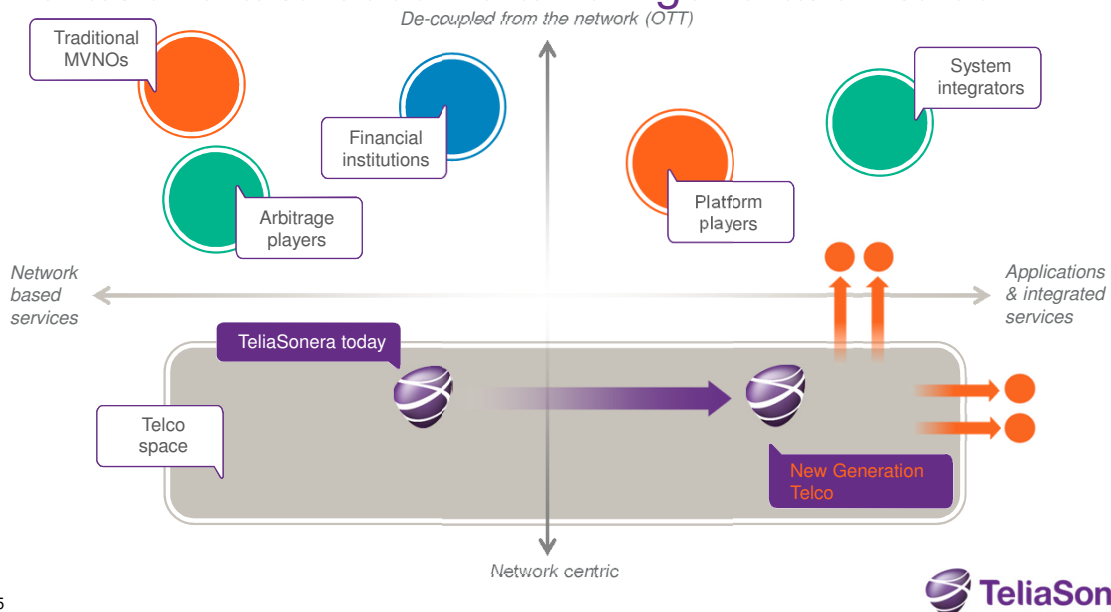 De-coupled from the network (OTT)
Traditional
MVNOs
System
integrators
Financial
institutions
Platform
players
Arbitrage
players
Network
based
services
Applications
& integrated
services
TeliaSonera today
Telco
space
New Generation
Telco
Network centric
TeliaSon